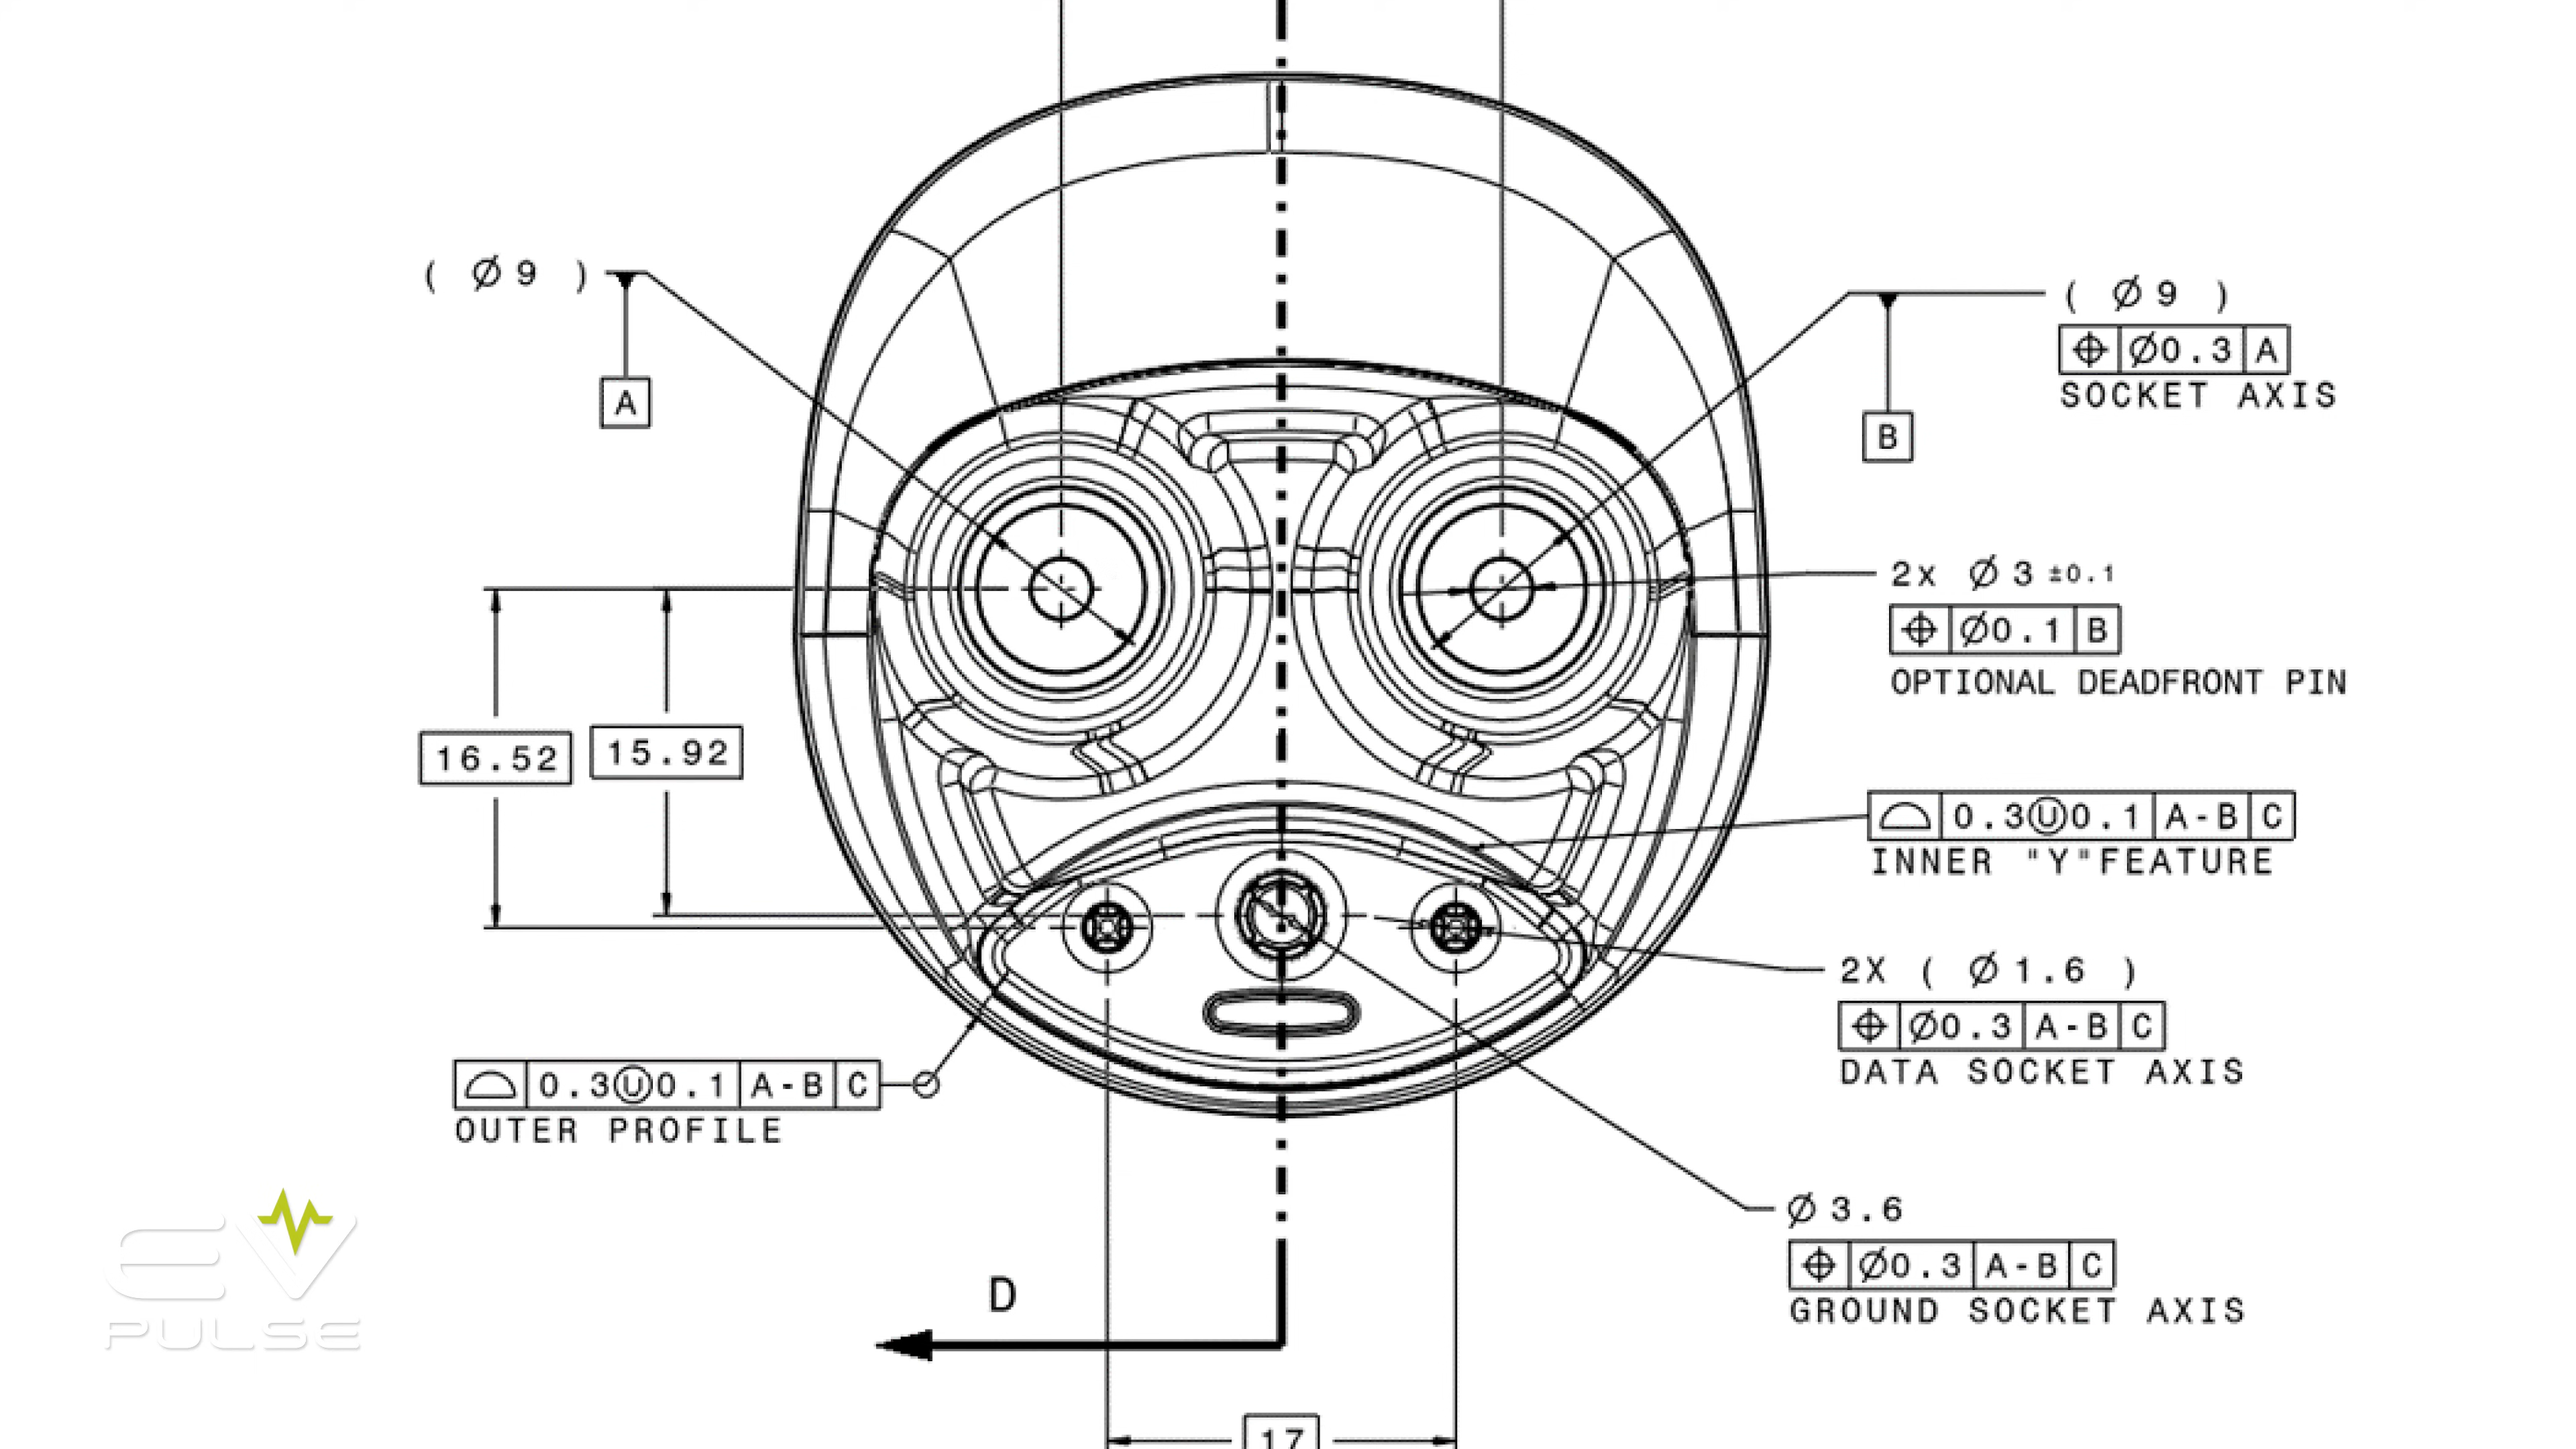 ( Ø9 )
A
( Ø9 )
⌖ Ø0.3 A
SOCKET AXIS
B
2x Ø3 ±0.1
⌖ Ø0.1 B
OPTIONAL DEADFRONT PIN
16.52
15.92
⌓ 0.3Ⓤ0.1 A-B C
INNER "Y"FEATURE
2X ( Ø1.6 )
⌖ Ø0.3 A-B C
DATA SOCKET AXIS
⌓ 0.3Ⓤ0.1 A-B C
OUTER PROFILE
Ø3.6
⌖ Ø0.3 A-B C
GROUND SOCKET AXIS
D
17
EV
PULSE